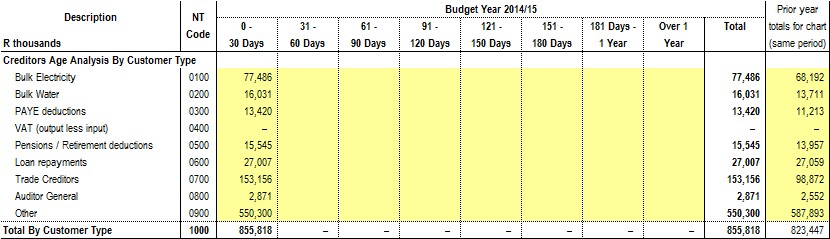 Description NT Budget Year 2014/15 Prior year
0 - 31 - 61 - 91 - 121 - 151 - 181 Days - Over 1 Total totals for chart
R thousands Code 30 Days 60 Days 90 Days 120 Days 150 Days 180 Days 1 Year Year (same period)
Creditors Age Analysis By Customer Type
Bulk Electricity 0100 77,486 77,486 68,192
Bulk Water 0200 16,031 16,031 13,711
PAYE deductions 0300 13,420 13,420 11,213
VAT (output less input) 0400 – – –
Pensions / Retirement deductions 0500 15,545 15,545 13,957
Loan repayments 0600 27,007 27,007 27,059
Trade Creditors 0700 153,156 153,156 98,872
Auditor General 0800 2,871 2,871 2,552
Other 0900 550,300 550,300 587,893
Total By Customer Type 1000 855,818 – – – – – – – 855,818 823,447